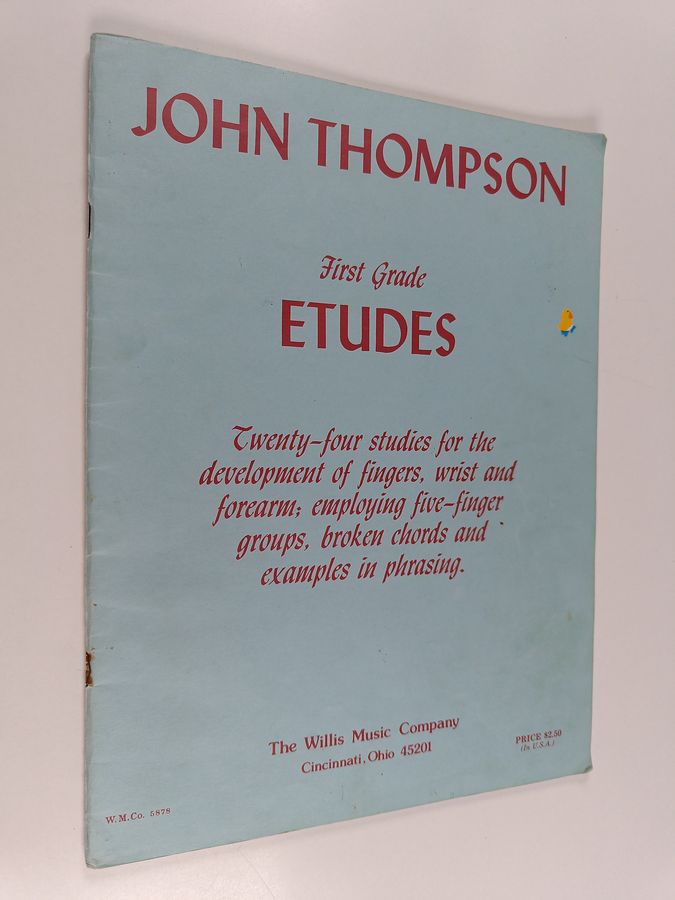 JOHN THOMPSON
First Grade
ETUDES
Twenty-four studies for the
development of fingers, wrist and
forearm; employing five-finger
groups, broken chords and
examples in phrasing.
The Willis Music Company
Cincinnati, Ohio 45201
PRICE $2.50
(In U.S.A.)
W.M.Co. 5878